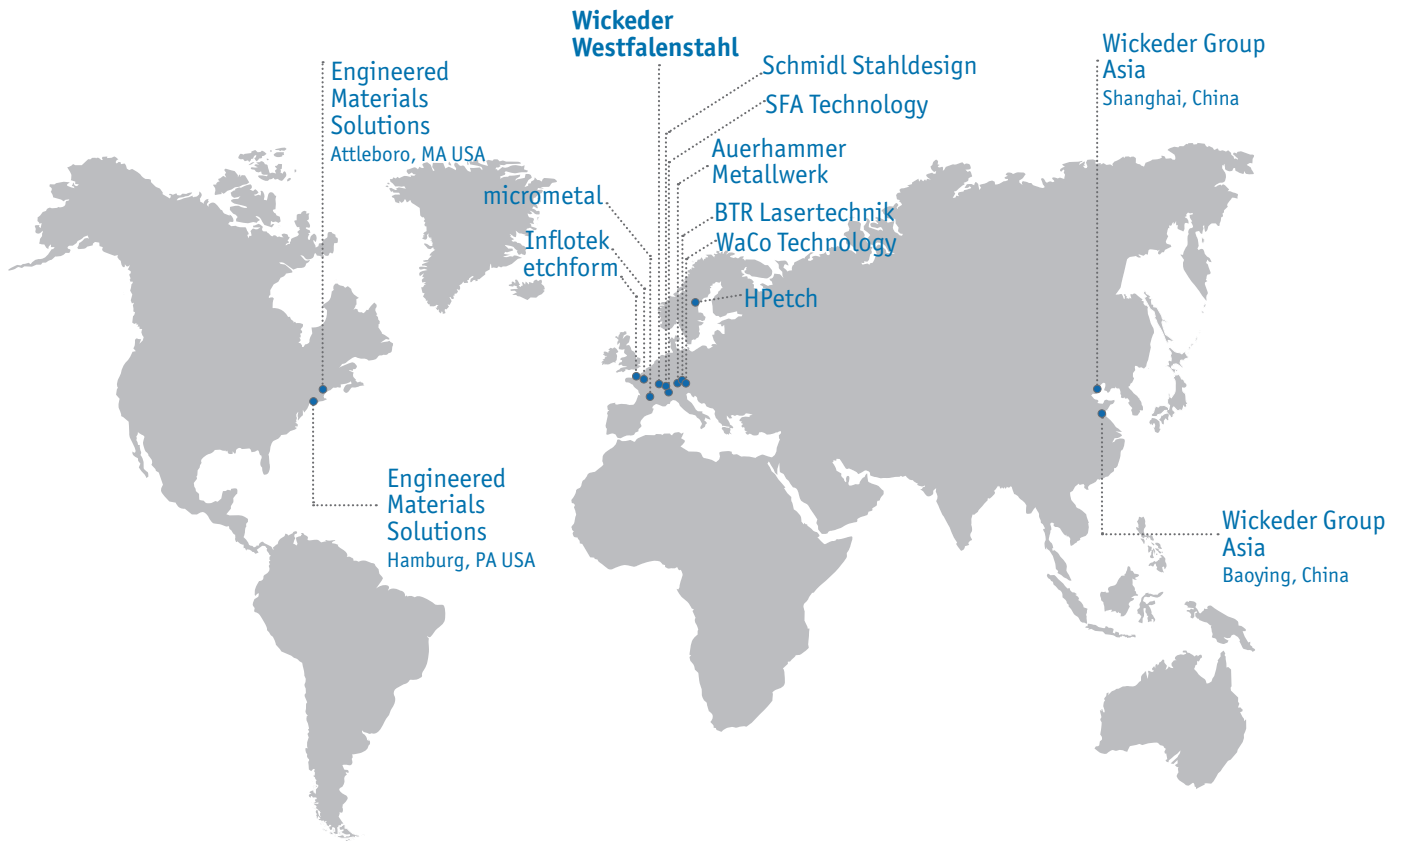 Wickeder
Westfalenstahl
Engineered
Materials
Solutions
Attleboro, MA USA
Schmidl Stahldesign
SFA Technology
Auerhammer
Metallwerk
micrometal
BTR Lasertechnik
Inflotek
WaCo Technology
etchform
HPetch
Wickeder Group
Asia
Shanghai, China
Engineered
Materials
Solutions
Hamburg, PA USA
Wickeder Group
Asia
Baoying, China